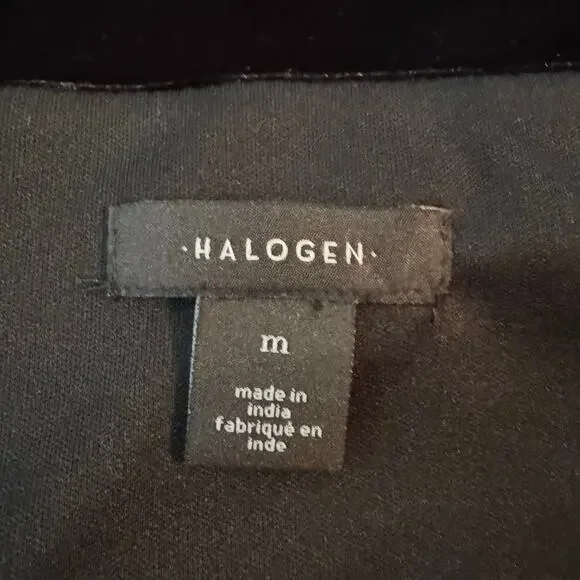 ·HALOGEN·
m
made in
india
fabriqué en
inde